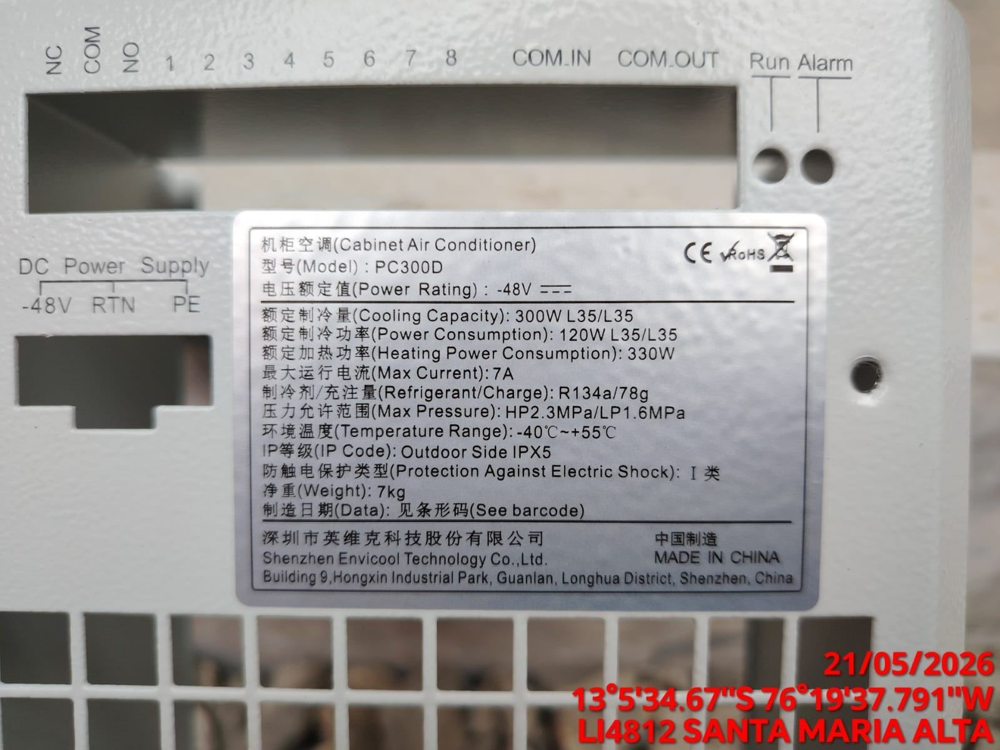 NC COM NO 1 2 3 4 5 6 7 8 COM.IN COM.OUT Run Alarm
DC Power Supply
-48V RTN PE
机柜空调(Cabinet Air Conditioner)
CE RoHS
型号(Model) : PC300D
电压额定值(Power Rating) : -48V
额定制冷量(Cooling Capacity): 300W L35/L35
额定制冷功率(Power Consumption): 120W L35/L35
额定加热功率(Heating Power Consumption): 330W
最大运行电流(Max Current): 7A
制冷剂/充注量(Refrigerant/Charge): R134a/78g
压力允许范围(Max Pressure): HP2.3MPa/LP1.6MPa
环境温度(Temperature Range): -40℃~+55℃
IP等级(IP Code): Outdoor Side IPX5
防触电保护类型(Protection Against Electric Shock): I 类
净重(Weight): 7kg
制造日期(Data): 见条形码(See barcode)
深圳市英维克科技股份有限公司 中国制造
Shenzhen Envicool Technology Co.,Ltd. MADE IN CHINA
Building 9,Hongxin Industrial Park, Guanlan, Longhua District, Shenzhen, China
21/05/2026
13°5'34.67"S 76°19'37.791"W
LI4812 SANTA MARIA ALTA